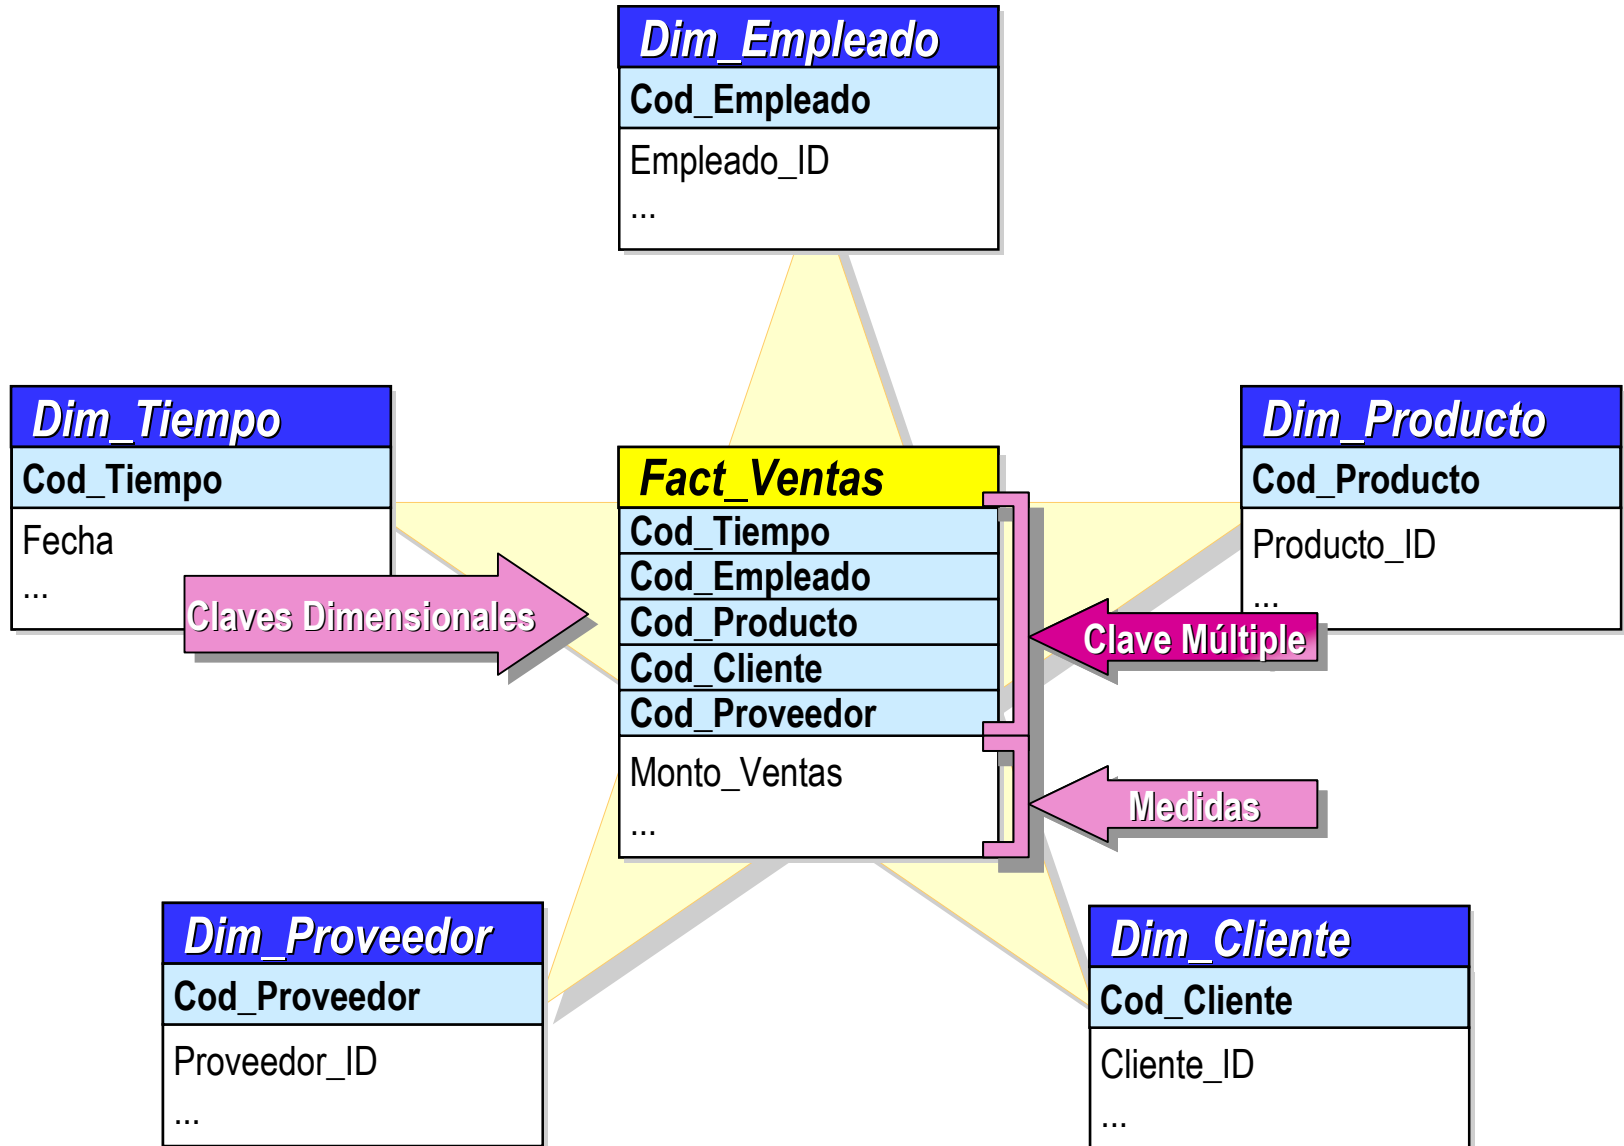 Dim_Empleado
Cod_Empleado
Empleado_ID
...
Dim_Tiempo
Cod_Tiempo
Fecha
...
Claves Dimensionales
Fact_Ventas
Cod_Tiempo
Cod_Empleado
Cod_Producto
Cod_Cliente
Cod_Proveedor
Monto_Ventas
...
Dim_Producto
Cod_Producto
Producto_ID
...
Clave Múltiple
Medidas
Dim_Proveedor
Cod_Proveedor
Proveedor_ID
...
Dim_Cliente
Cod_Cliente
Cliente_ID
...